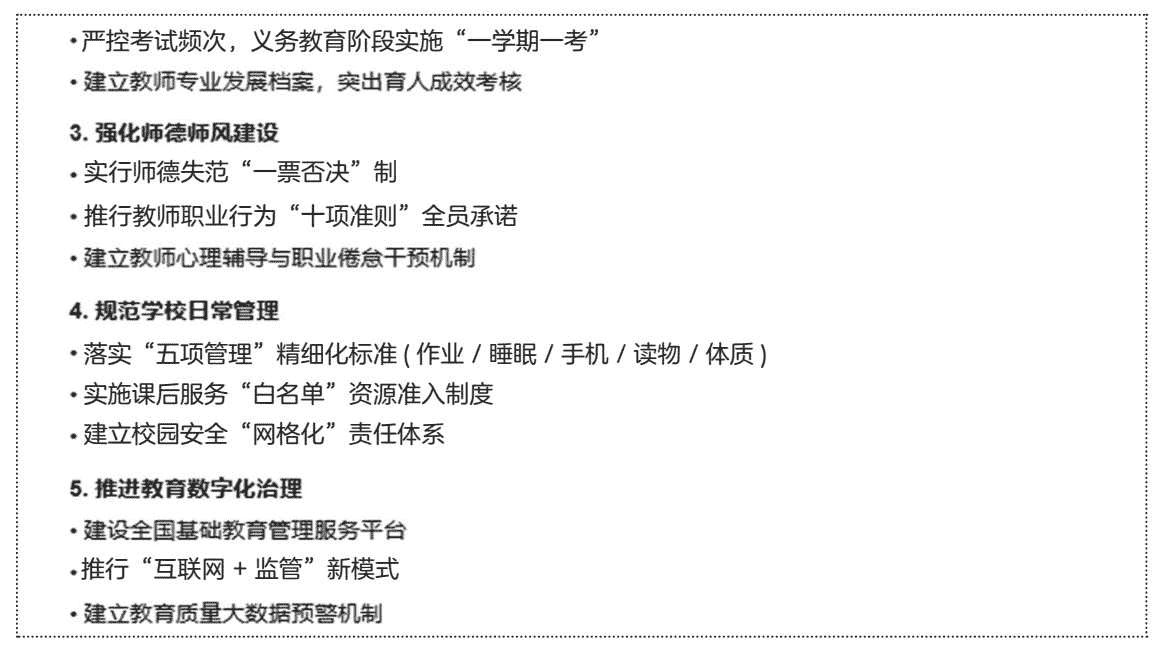 •严控考试频次，义务教育阶段实施“一学期一考”
•建立教师专业发展档案，突出育人成效考核
3. 强化师德师风建设
•实行师德失范“一票否决”制
•推行教师职业行为“十项准则”全员承诺
•建立教师心理辅导与职业倦怠干预机制
4. 规范学校日常管理
•落实“五项管理”精细化标准(作业/睡眠/手机/读物/体质)
•实施课后服务“白名单”资源准入制度
•建立校园安全“网格化”责任体系
5. 推进教育数字化治理
•建设全国基础教育管理服务平台
•推行“互联网+监管”新模式
•建立教育质量大数据预警机制